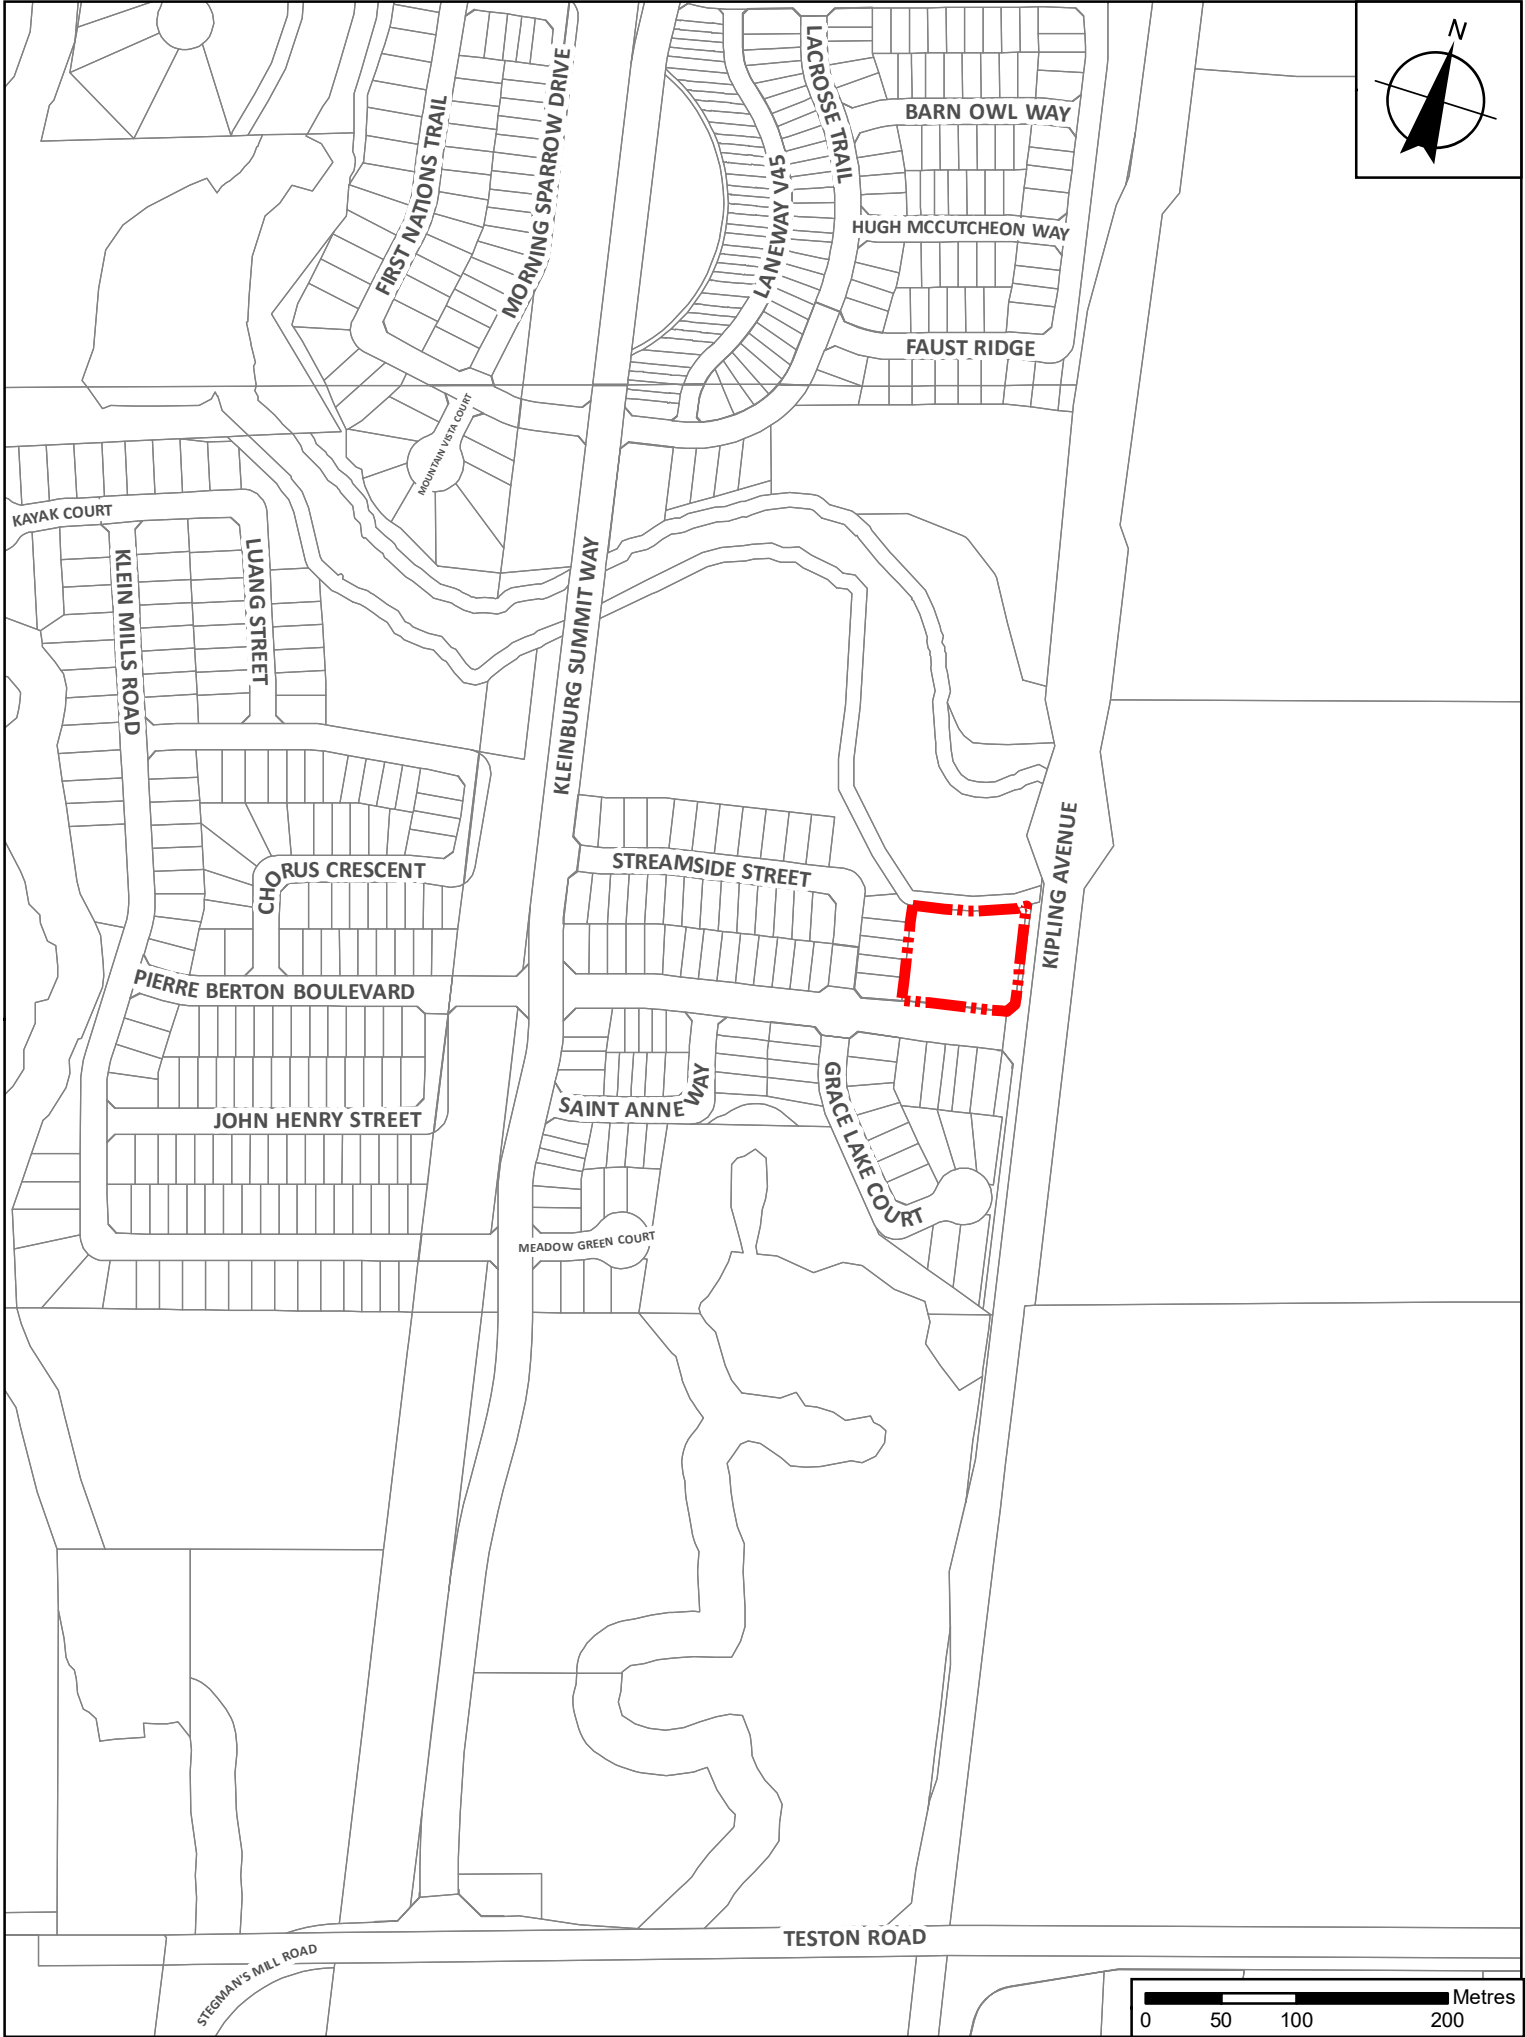 N
LACROSSE TRAIL
FIRST NATIONS TRAIL
MORNING SPARROW DRIVE
BARN OWL WAY
LANEWAY V45
HUGH MCCUTCHEON WAY
FAUST RIDGE
MOUNTAIN VISTA COURT
KAYAK COURT
KLEIN MILLS ROAD
LUANG STREET
KLEINBURG SUMMIT WAY
STREAMSIDE STREET
CHORUS CRESCENT
KIPLING AVENUE
PIERRE BERTON BOULEVARD
JOHN HENRY STREET
SAINT ANNE WAY
GRACE LAKE COURT
MEADOW GREEN COURT
TESTON ROAD
STEGMAN'S MILL ROAD
Metres
0 50 100 200